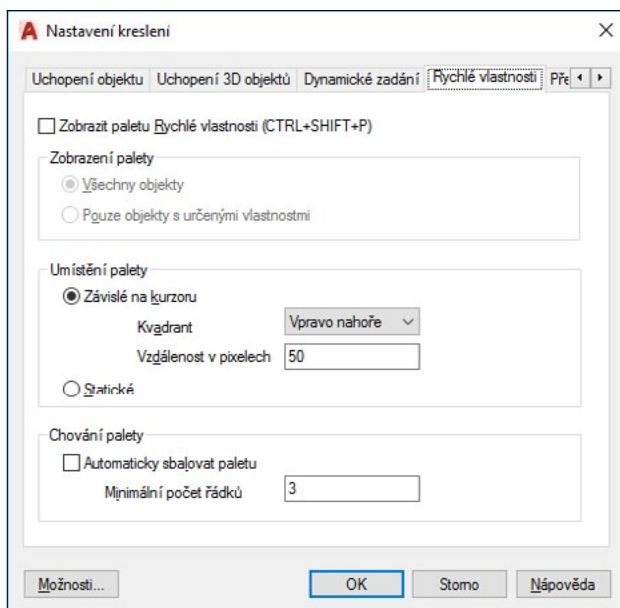 A Nastavení kreslení
Uchopení objektu Uchopení 3D objektů Dynamické zadání Rychlé vlastnosti Pře
Zobrazit paletu Rychlé vlastnosti (CTRL+SHIFT+P)
Zobrazení palety
Všechny objekty
Pouze objekty s určenými vlastnostmi
Umístění palety
Závislé na kurzoru
Kvadrant Vpravo nahoře
Vzdálenost v pixelech 50
Statické
Chování palety
Automaticky sbalovat paletu
Minimální počet řádků 3
Možnosti... OK Storno Nápověda